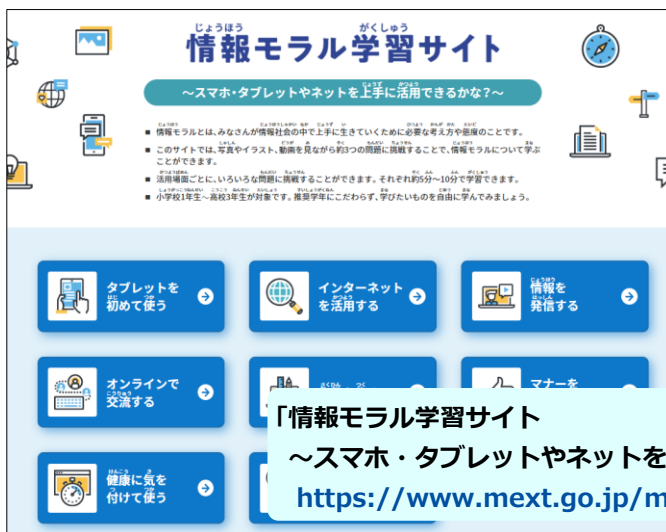 情報モラル学習サイト
～スマホ・タブレットやネットを上手に活用できるかな？～
■ 情報モラルとは、みなさんが情報社会の中で上手に生きていくために必要な考え方や態度のことです。
■ このサイトでは、写真やイラスト、動画を見ながら約3つの問題に挑戦することで、情報モラルについて学ぶ
ことができます。
■ 活用場面ごとに、いろいろな問題に挑戦することができます。それぞれ約5分～10分で学習できます。
■ 小学校1年生～高校3年生が対象です。推奨学年にこだわらず、学びたいものを自由に学んでみましょう。
タブレットを
初めて使う
インターネット
を活用する
情報を
発信する
オンラインで
交流する
マナーを
健康に気を
付けて使う
「情報モラル学習サイト
～スマホ・タブレットやネットを
https://www.mext.go.jp/m